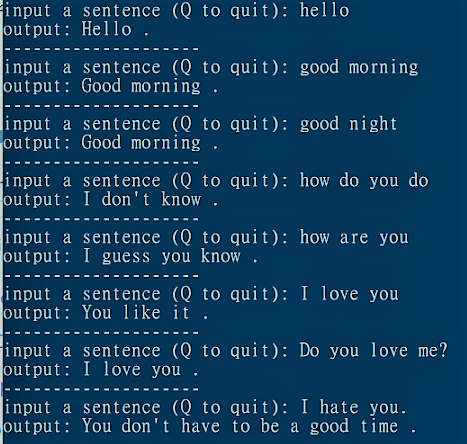 input a sentence (Q to quit): hello
output: Hello .
--------------------
input a sentence (Q to quit): good morning
output: Good morning .
--------------------
input a sentence (Q to quit): good night
output: Good morning .
--------------------
input a sentence (Q to quit): how do you do
output: I don't know .
--------------------
input a sentence (Q to quit): how are you
output: I guess you know .
--------------------
input a sentence (Q to quit): I love you
output: You like it .
--------------------
input a sentence (Q to quit): Do you love me?
output: I love you .
--------------------
input a sentence (Q to quit): I hate you.
output: You don't have to be a good time .